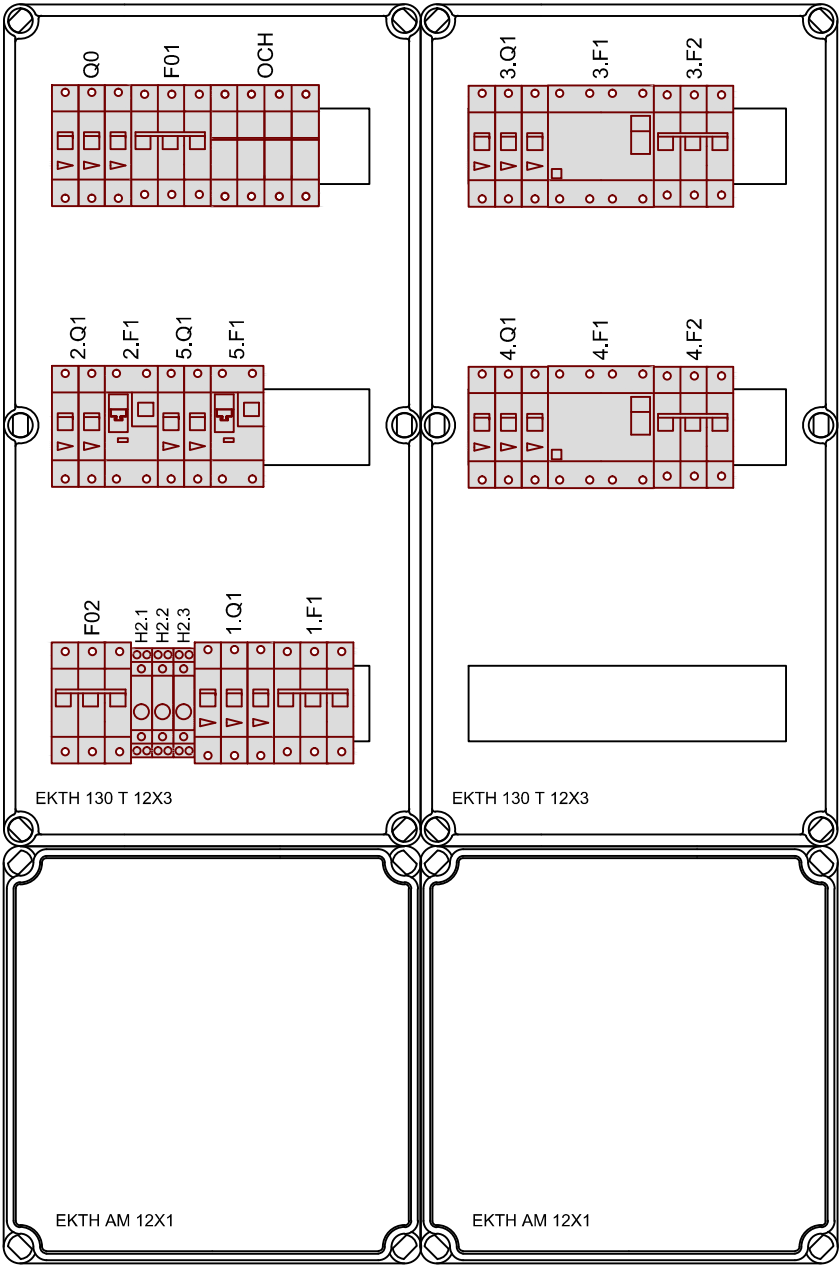 Q0 F01 OCH
2.Q1 2.F1 5.Q1 5.F1
F02 H2.1 H2.2 H2.3 1.Q1 1.F1
EKTH 130 T 12X3
3.Q1 3.F1 3.F2
4.Q1 4.F1 4.F2
EKTH 130 T 12X3
EKTH AM 12X1
EKTH AM 12X1